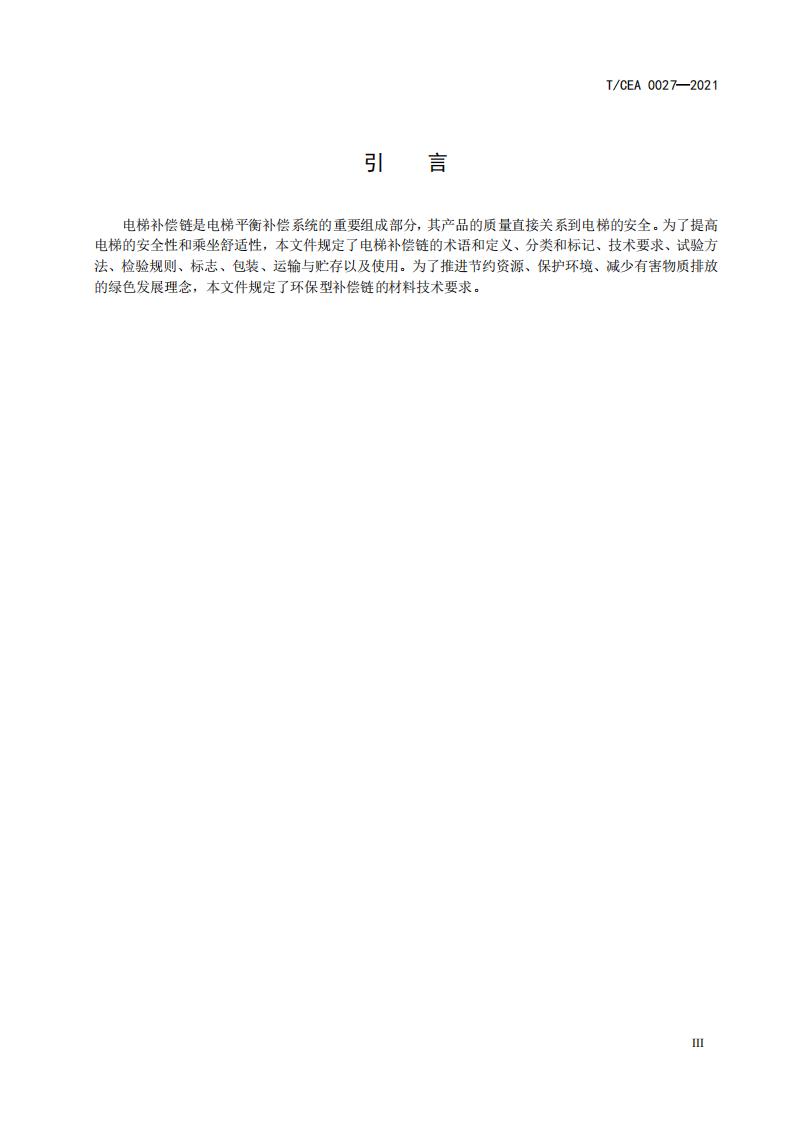 T/CEA 0027—2021
引 言
电梯补偿链是电梯平衡补偿系统的重要组成部分，其产品的质量直接关系到电梯的安全。为了提高
电梯的安全性和乘坐舒适性，本文件规定了电梯补偿链的术语和定义、分类和标记、技术要求、试验方
法、检验规则、标志、包装、运输与贮存以及使用。为了推进节约资源、保护环境、减少有害物质排放
的绿色发展理念，本文件规定了环保型补偿链的材料技术要求。
III